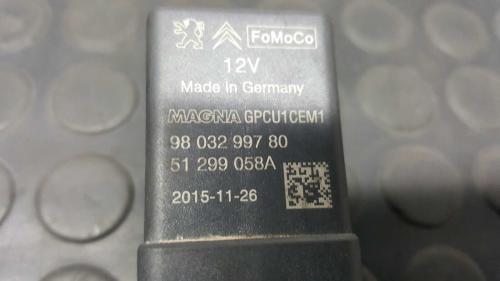 FoMoCo
12V
Made in Germany
MAGNA GPCU1CEM1
98 032 997 80
51 299 058A
2015-11-26